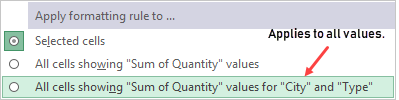 Apply formatting rule to ...
Selected cells
Applies to all values.
All cells showing "Sum of Quantity" values
All cells showing "Sum of Quantity" values for "City" and "Type"